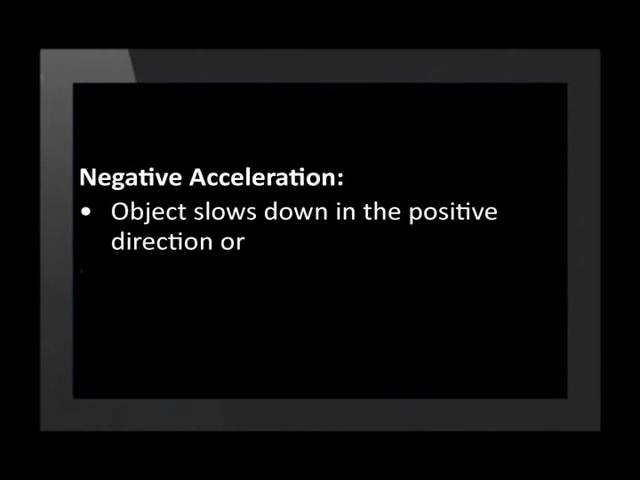 Negative Acceleration:
• Object slows down in the positive
direction or